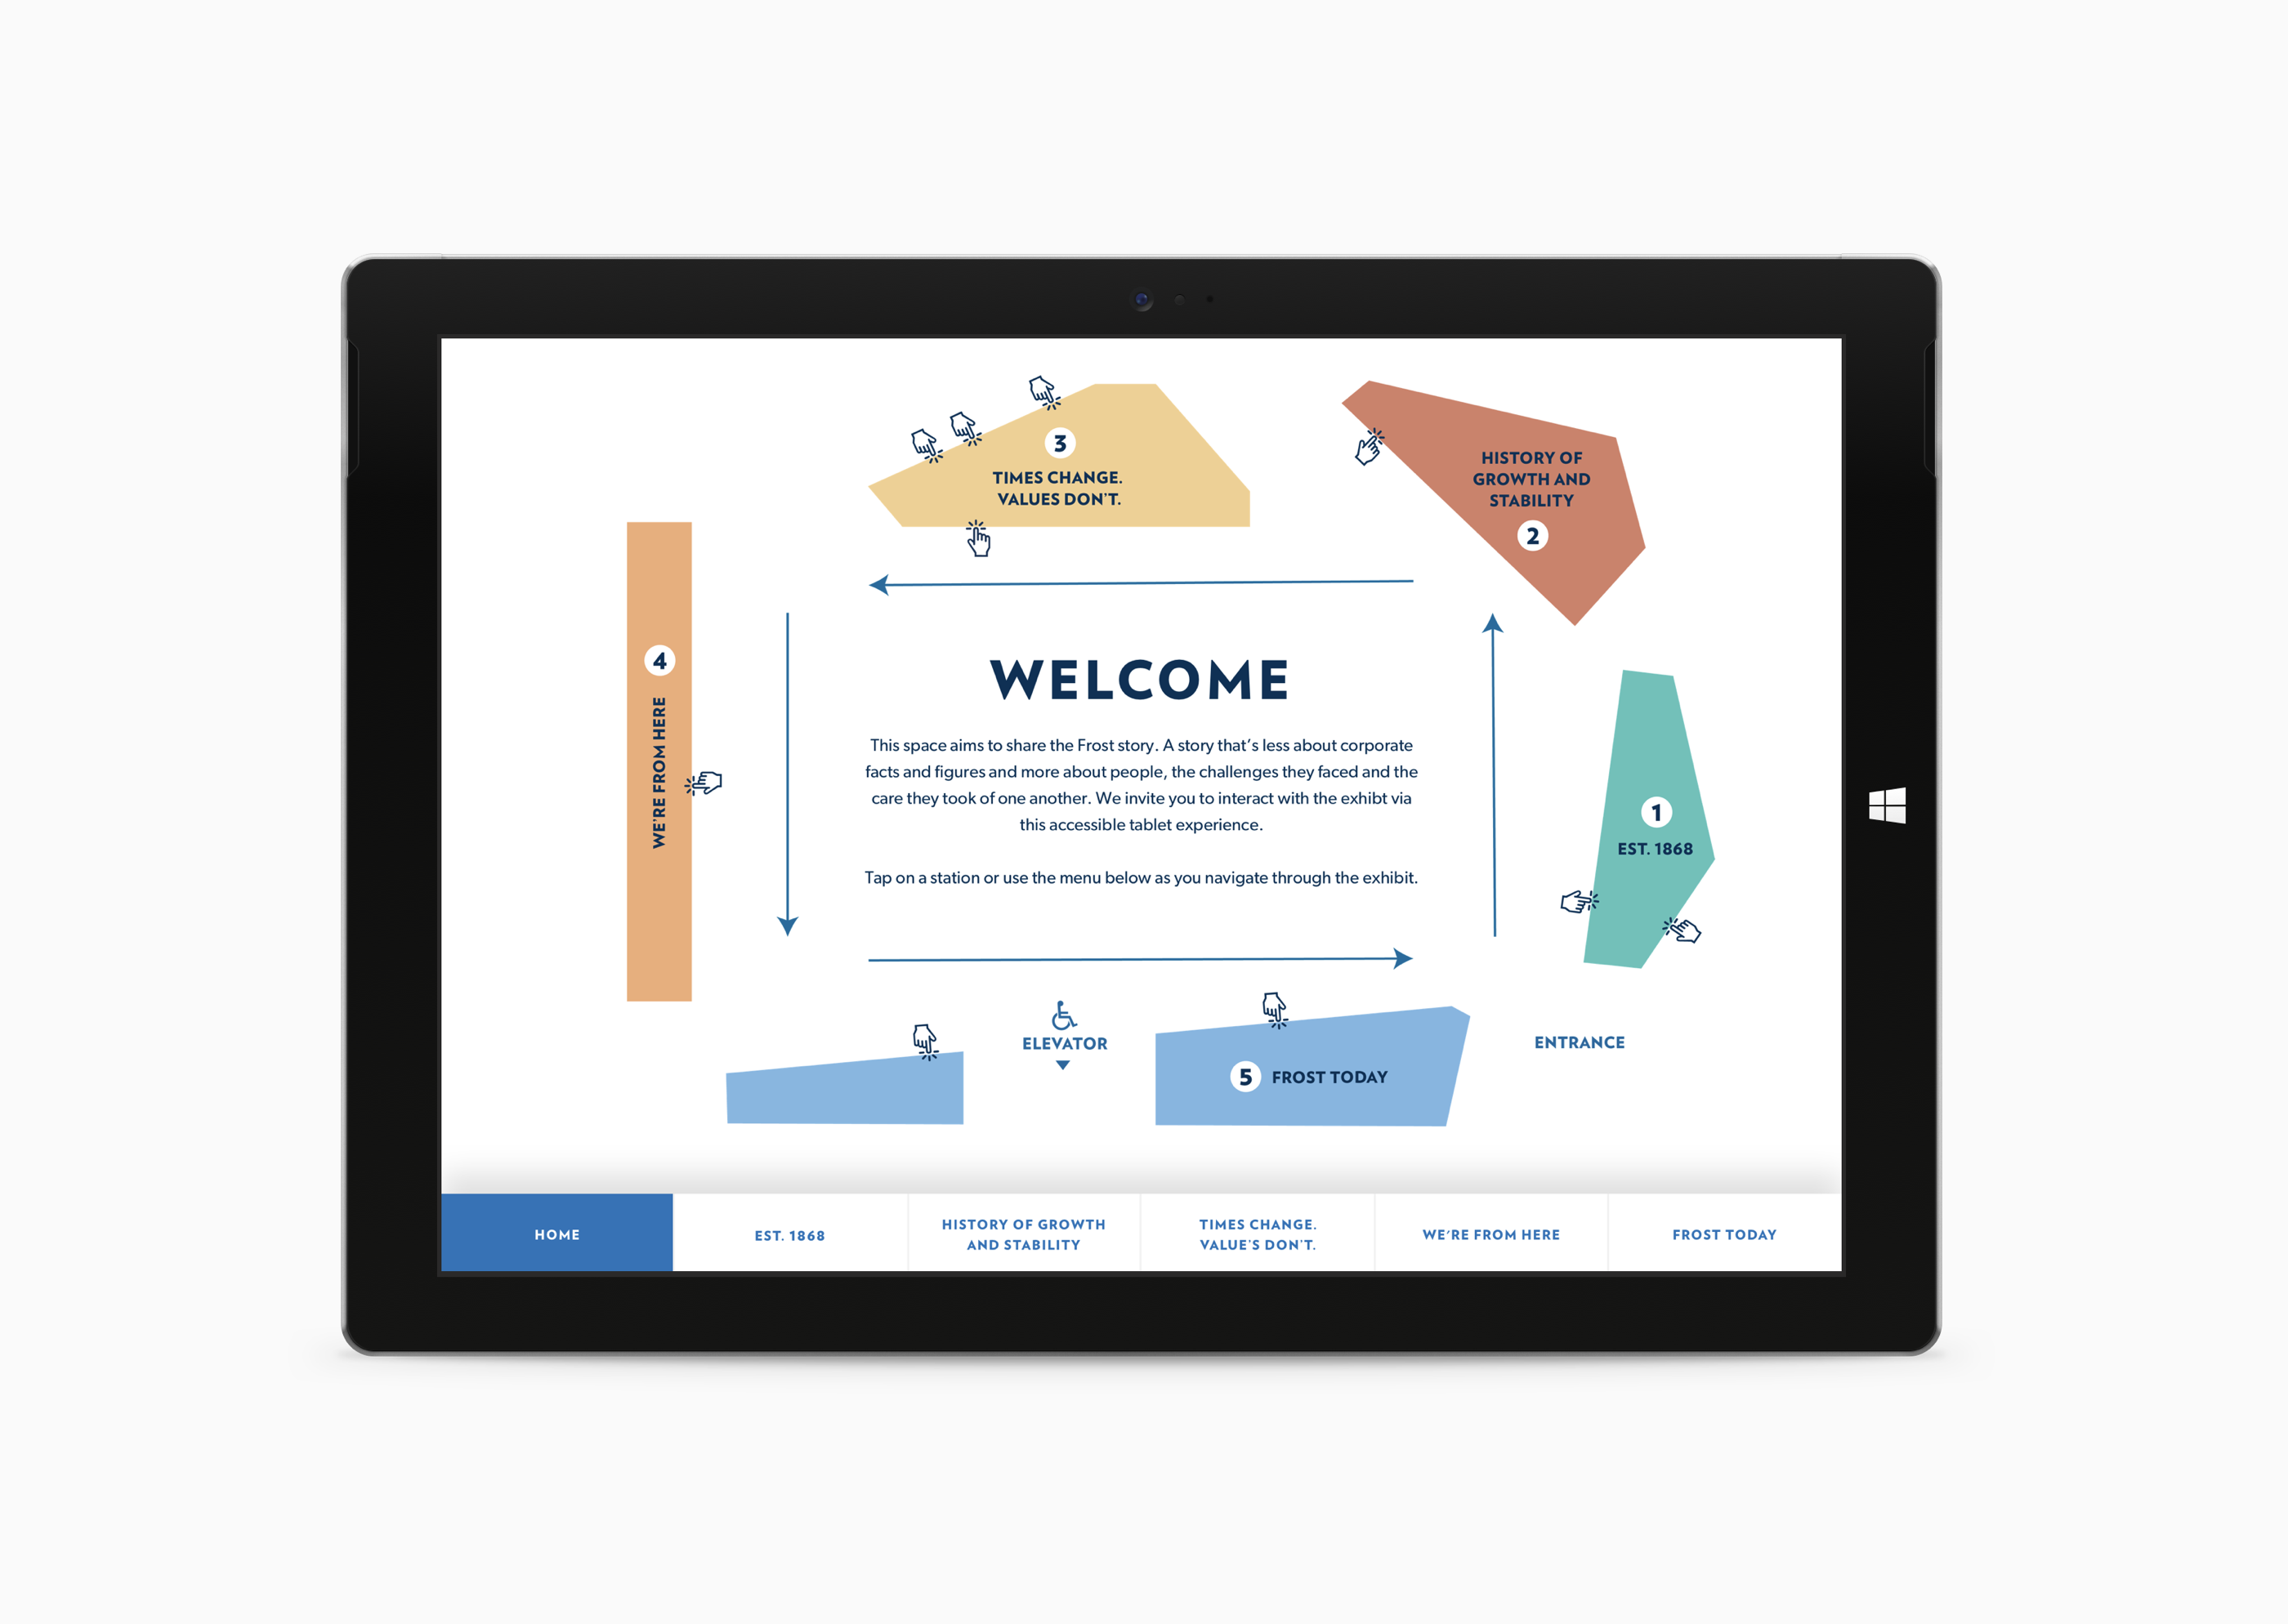 3
TIMES CHANGE.
VALUES DON'T.
HISTORY OF
GROWTH AND
STABILITY
2
4
WE'RE FROM HERE
WELCOME
This space aims to share the Frost story. A story that's less about corporate
facts and figures and more about people, the challenges they faced and the
care they took of one another. We invite you to interact with the exhibt via
this accessible tablet experience.
Tap on a station or use the menu below as you navigate through the exhibit.
1
EST. 1868
ELEVATOR
ENTRANCE
5 FROST TODAY
HOME
EST. 1868
HISTORY OF GROWTH
AND STABILITY
TIMES CHANGE.
VALUE'S DON'T.
WE'RE FROM HERE
FROST TODAY